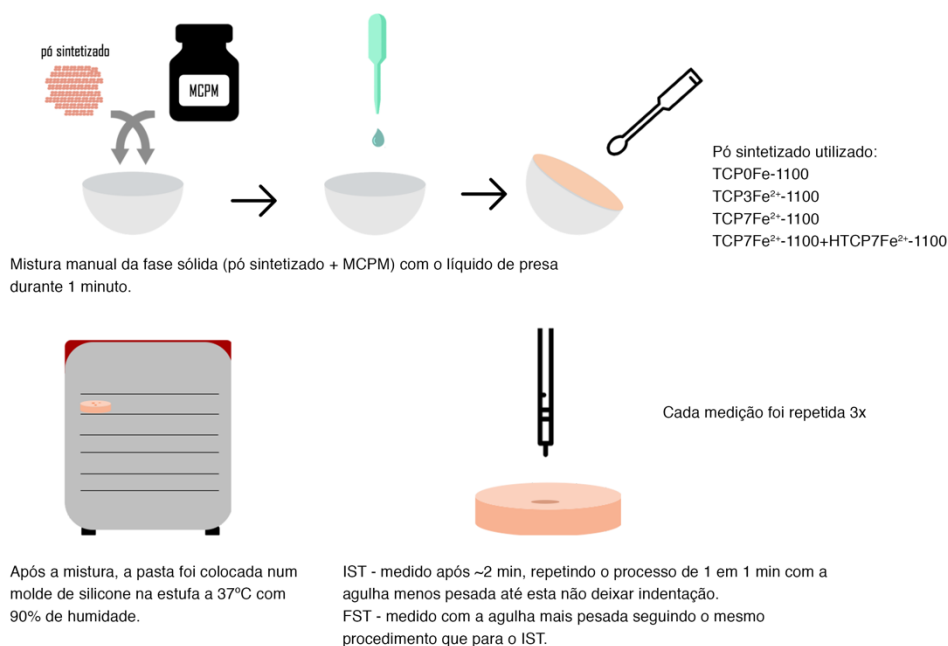 pó sintetizado
MCPM
Pó sintetizado utilizado:
TCP0Fe-1100
TCP3Fe²⁺-1100
TCP7Fe²⁺-1100
TCP7Fe²⁺-1100+HTCP7Fe²⁺-1100
Mistura manual da fase sólida (pó sintetizado + MCPM) com o líquido de presa
durante 1 minuto.
Cada medição foi repetida 3x
Após a mistura, a pasta foi colocada num
molde de silicone na estufa a 37ºC com
90% de humidade.
IST - medido após ~2 min, repetindo o processo de 1 em 1 min com a
agulha menos pesada até esta não deixar indentação.
FST - medido com a agulha mais pesada seguindo o mesmo
procedimento que para o IST.